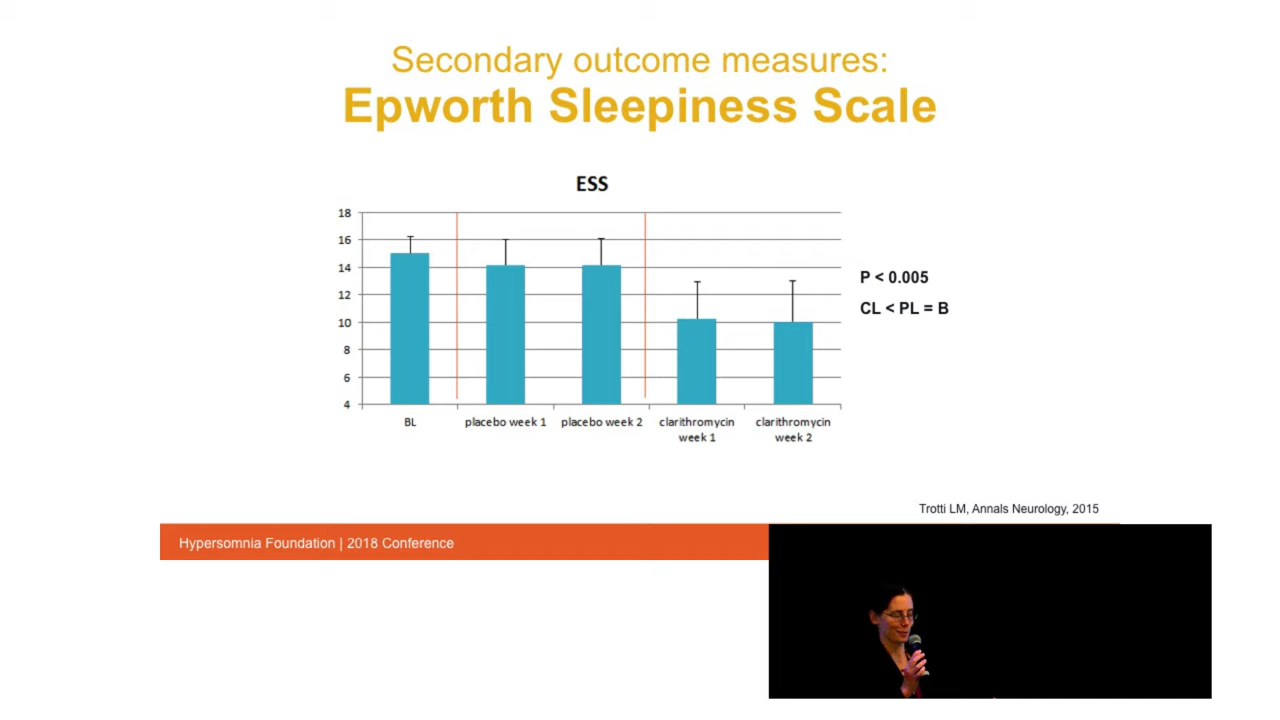 Secondary outcome measures:
Epworth Sleepiness Scale
ESS
18
16
14
12
10
8
6
4
BL
placebo week 1
placebo week 2
clarithromycin
week 1
clarithromycin
week 2
P < 0.005
CL < PL = B
Trotti LM, Annals Neurology, 2015
Hypersomnia Foundation | 2018 Conference